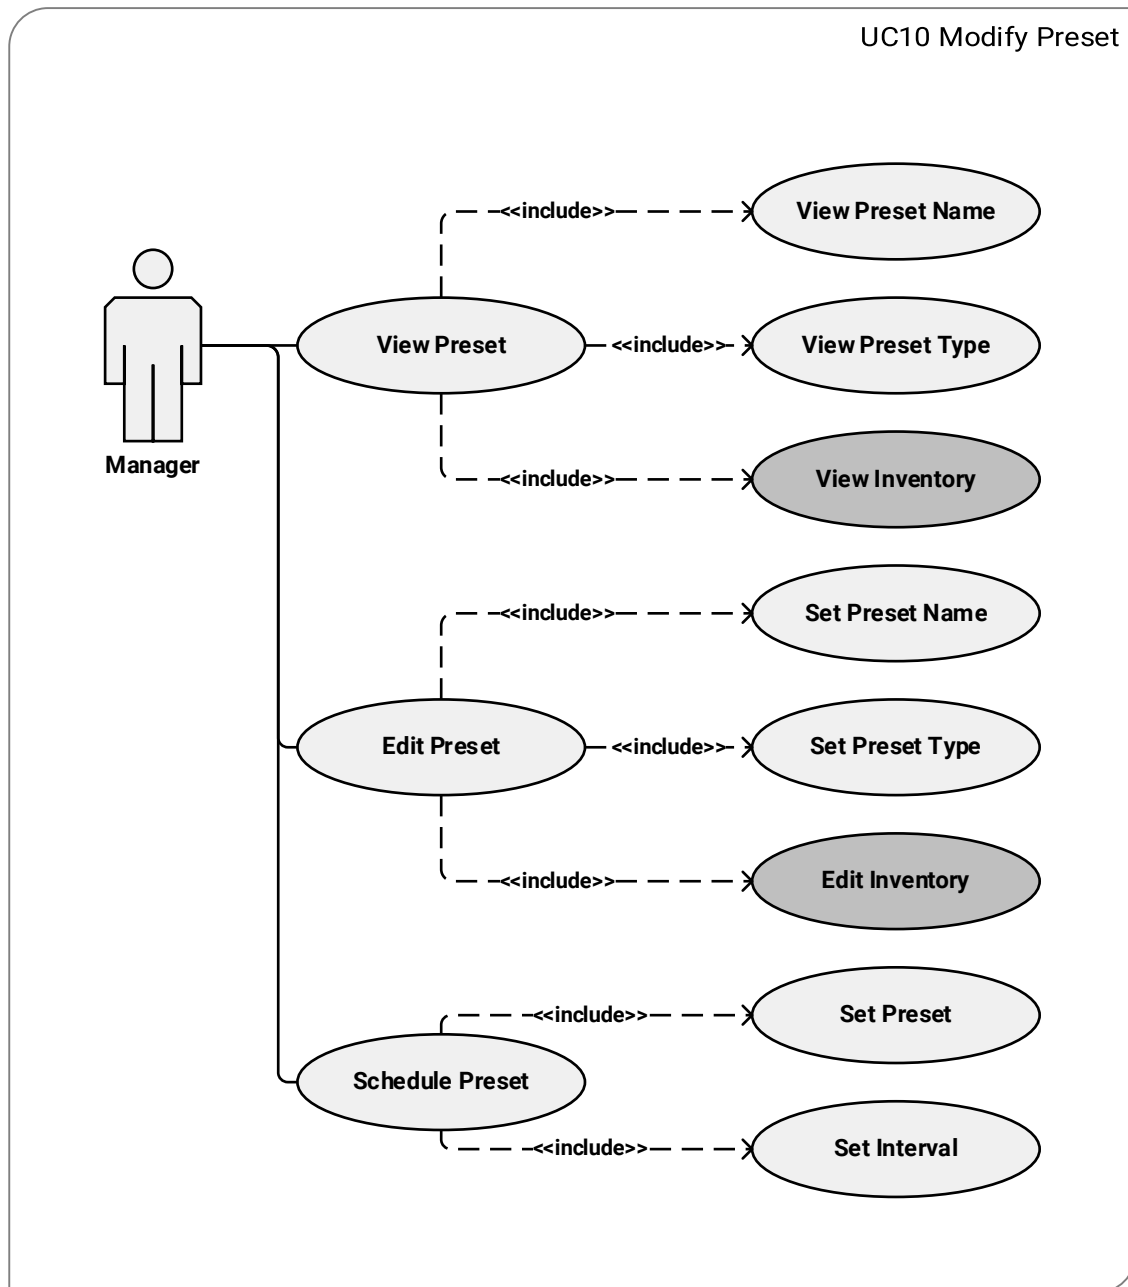 UC10 Modify Preset
<<include>>
View Preset Name
View Preset
<<include>>
View Preset Type
Manager
<<include>>
View Inventory
<<include>>
Set Preset Name
Edit Preset
<<include>>
Set Preset Type
<<include>>
Edit Inventory
<<include>>
Set Preset
Schedule Preset
<<include>>
Set Interval